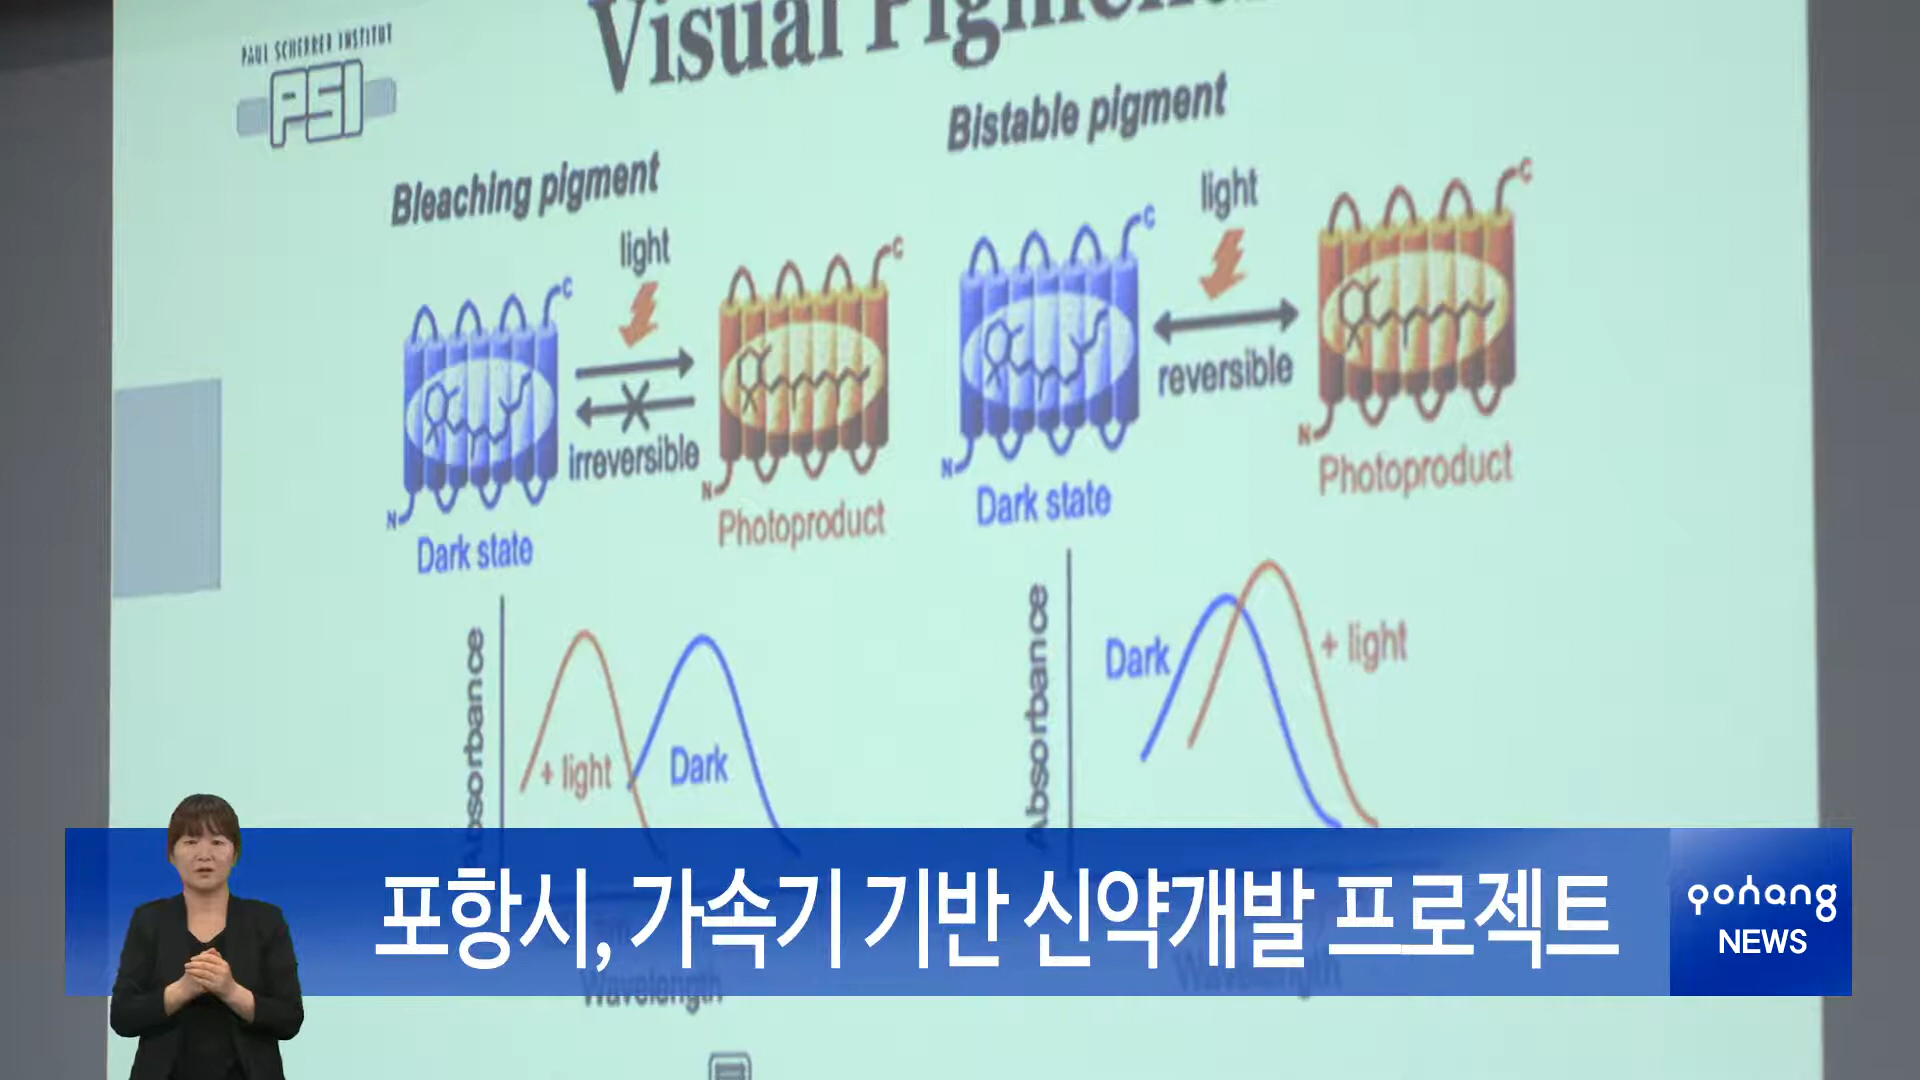 PAUL SCHERRER INSTITUT
PSI
Visual
Bleaching pigment
light
C
irreversible
N
Dark state
N
Photoproduct
C
Bistable pigment
light
C
reversible
N
Dark state
N
Photoproduct
C
Absorbance
+ light
Dark
Wavelength
Absorbance
Dark
+ light
Wavelength
포항시, 가속기 기반 신약개발 프로젝트
pohang
NEWS